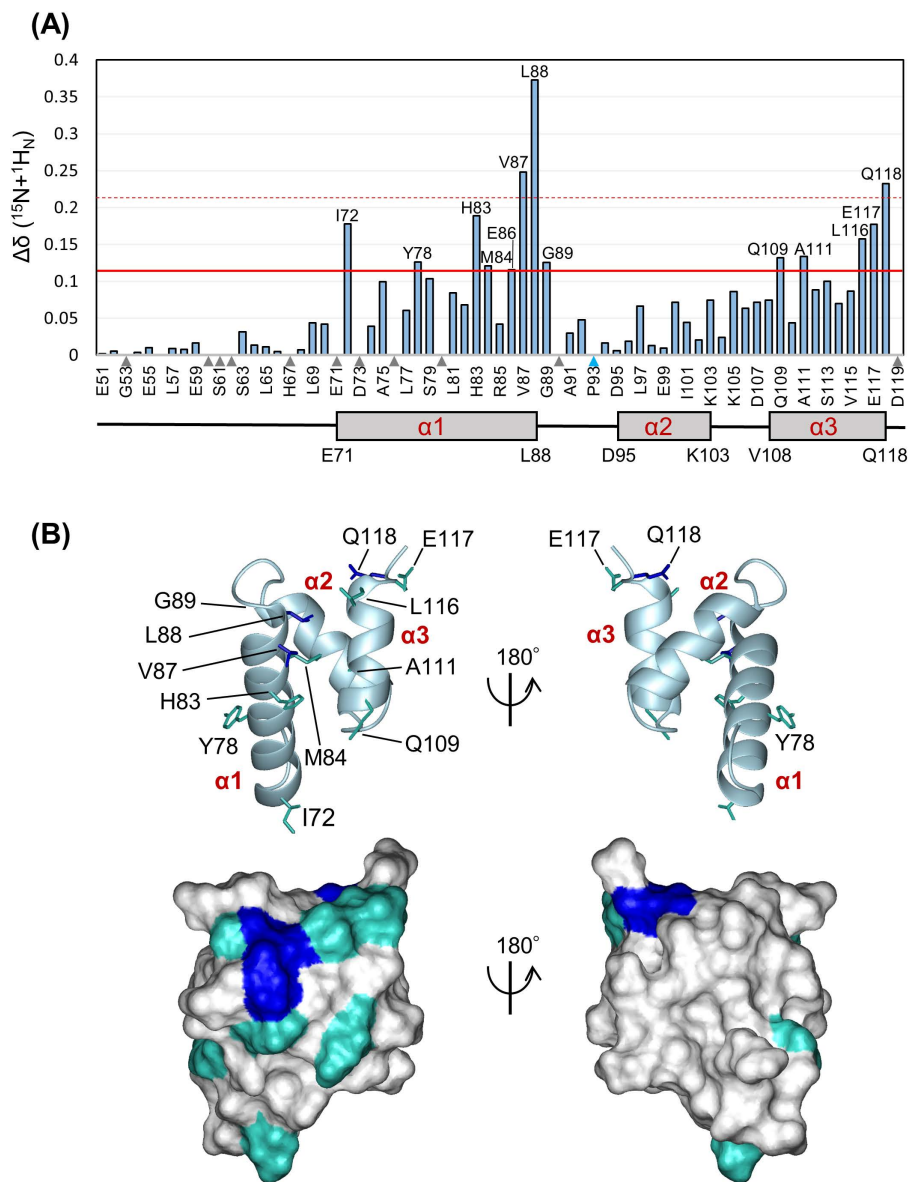 (A)
Δδ (¹⁵N+¹H_N)
0.4
0.35
0.3
0.25
0.2
0.15
0.1
0.05
0
I72
Y78
H83
M84
E86
V87
L88
G89
Q109
A111
L116
E117
Q118
E51 G53 E55 L57 E59 S61 S63 L65 H67 L69 E71 D73 A75 L77 S79 L81 H83 R85 V87 G89 A91 P93 D95 L97 E99 I101 K103 K105 D107 Q109 A111 S113 V115 E117 D119
α1 α2 α3
E71 L88 D95 K103 V108 Q118
(B)
Q118 E117
α2
G89
L116
L88
α3
V87
A111
H83
Y78
M84
Q109
α1
I72
180°
E117 Q118
α2
α3
Y78
α1
180°